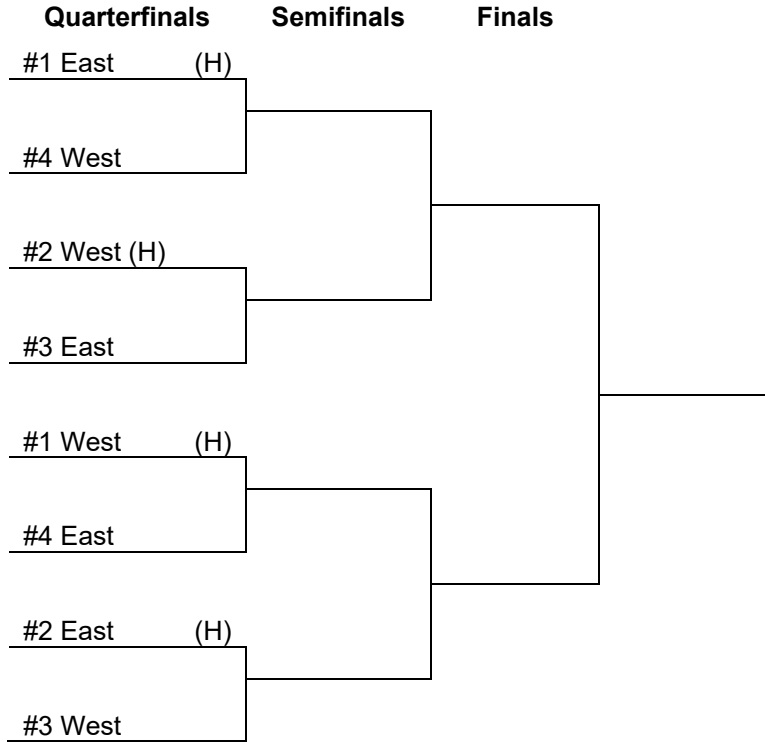 Quarterfinals Semifinals Finals
#1 East (H)
#4 West
#2 West (H)
#3 East
#1 West (H)
#4 East
#2 East (H)
#3 West